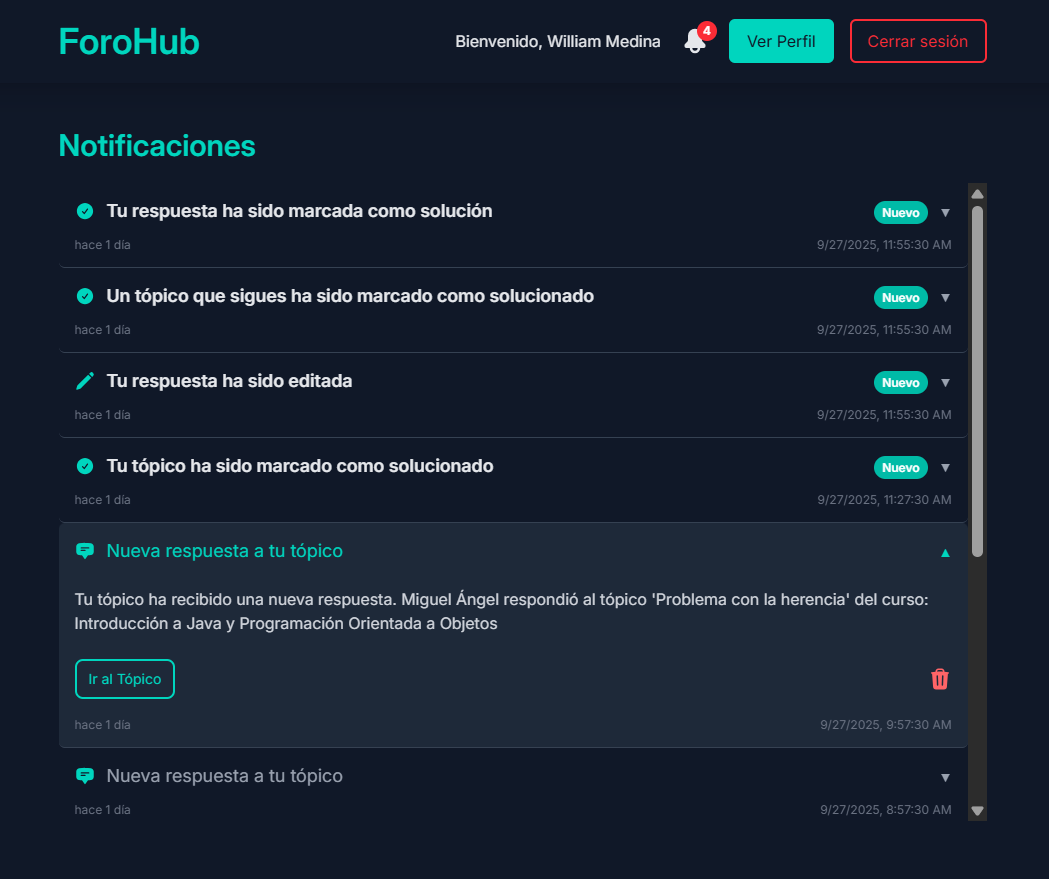 ForoHub
Bienvenido, William Medina
4
Ver Perfil
Cerrar sesión
Notificaciones
Tu respuesta ha sido marcada como solución
Nuevo
hace 1 día
9/27/2025, 11:55:30 AM
Un tópico que sigues ha sido marcado como solucionado
Nuevo
hace 1 día
9/27/2025, 11:55:30 AM
Tu respuesta ha sido editada
Nuevo
hace 1 día
9/27/2025, 11:55:30 AM
Tu tópico ha sido marcado como solucionado
Nuevo
hace 1 día
9/27/2025, 11:27:30 AM
Nueva respuesta a tu tópico
Tu tópico ha recibido una nueva respuesta. Miguel Ángel respondió al tópico 'Problema con la herencia' del curso:
Introducción a Java y Programación Orientada a Objetos
Ir al Tópico
hace 1 día
9/27/2025, 9:57:30 AM
Nueva respuesta a tu tópico
hace 1 día
9/27/2025, 8:57:30 AM